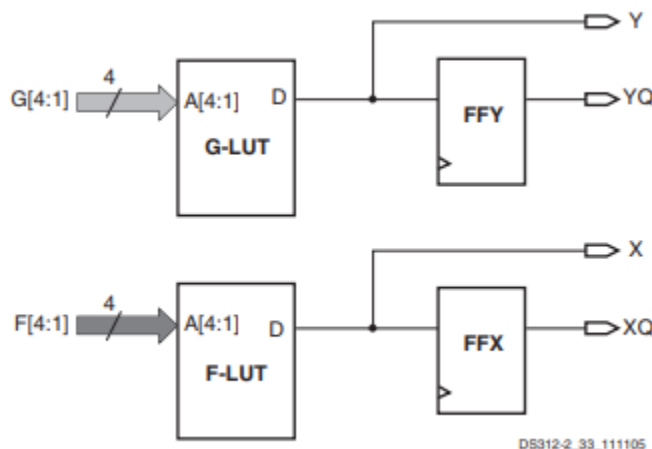 Y
4
G[4:1] A[4:1] D YQ
FFY
G-LUT
X
4
F[4:1] A[4:1] D XQ
FFX
F-LUT
DS312-2_33_111105